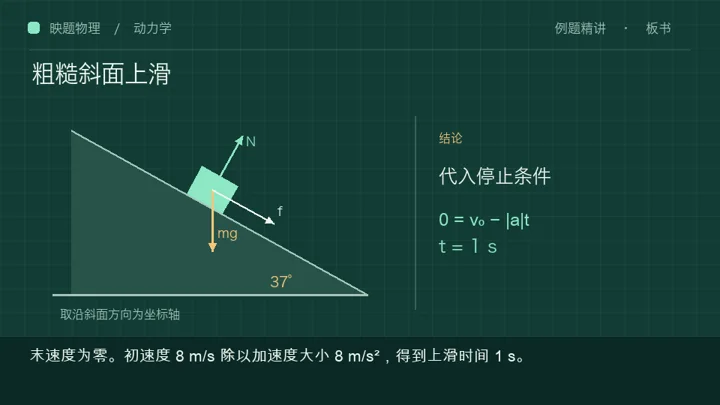 映题物理 / 动力学
例题精讲 · 板书
粗糙斜面上滑
N
f
mg
37°
取沿斜面方向为坐标轴
结论
代入停止条件
0 = v₀ − |a|t
t = 1 s
末速度为零。初速度 8 m/s 除以加速度大小 8 m/s²，得到上滑时间 1 s。